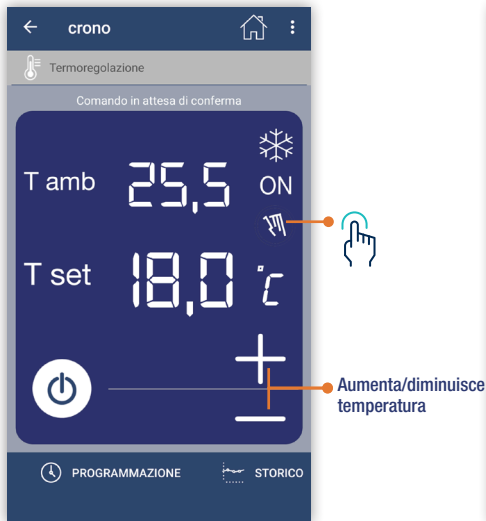 crono
Termoregolazione
Comando in attesa di conferma
T amb 25,5 ON
T set 18,0 °C
Aumenta/diminuisce
temperatura
PROGRAMMAZIONE STORICO